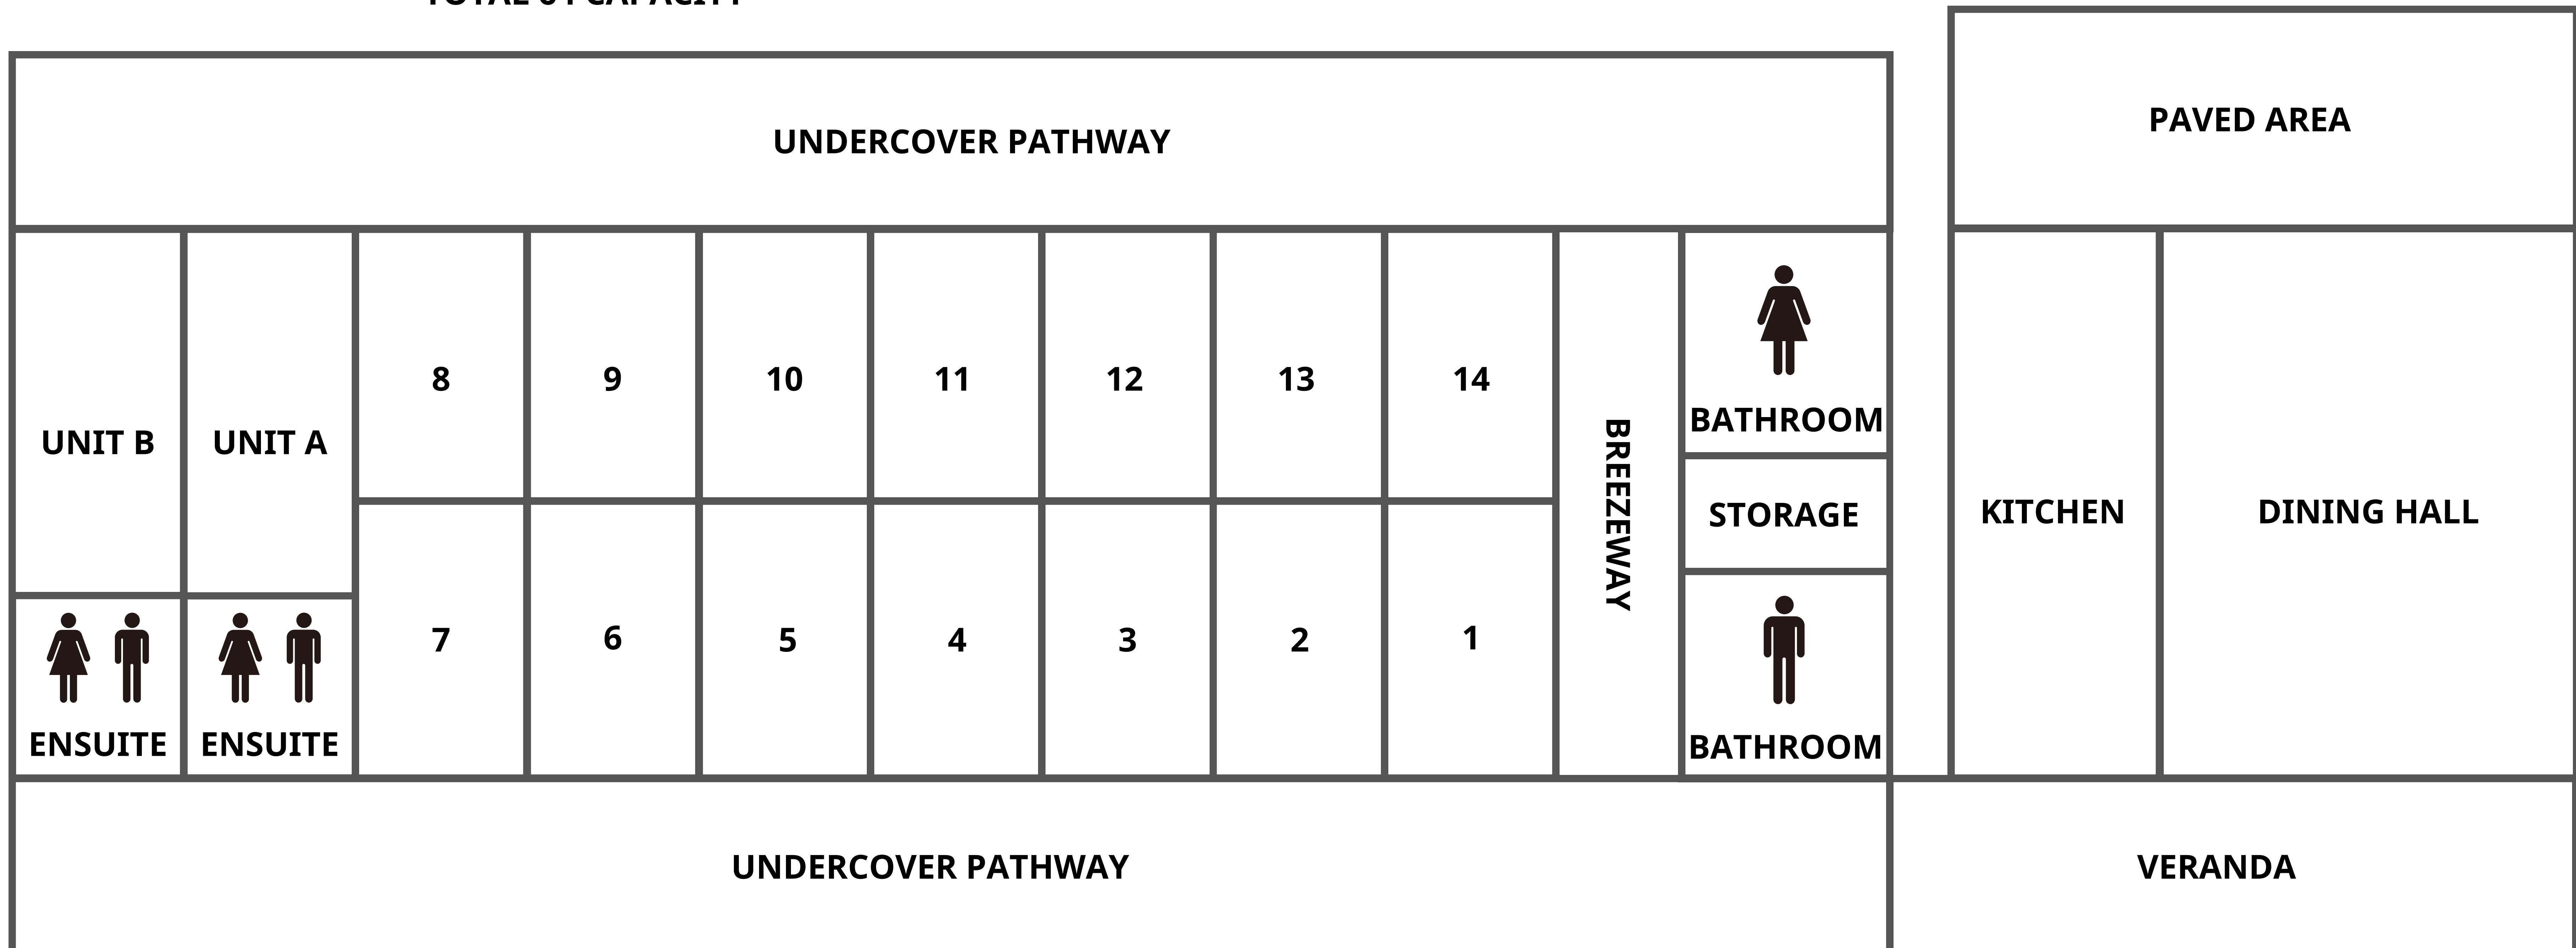 UNDERCOVER PATHWAY
PAVED AREA
8 9 10 11 12 13 14
UNIT B UNIT A
BREEZEWAY
BATHROOM
STORAGE
KITCHEN DINING HALL
7 6 5 4 3 2 1
ENSUITE ENSUITE
BATHROOM
UNDERCOVER PATHWAY
VERANDA